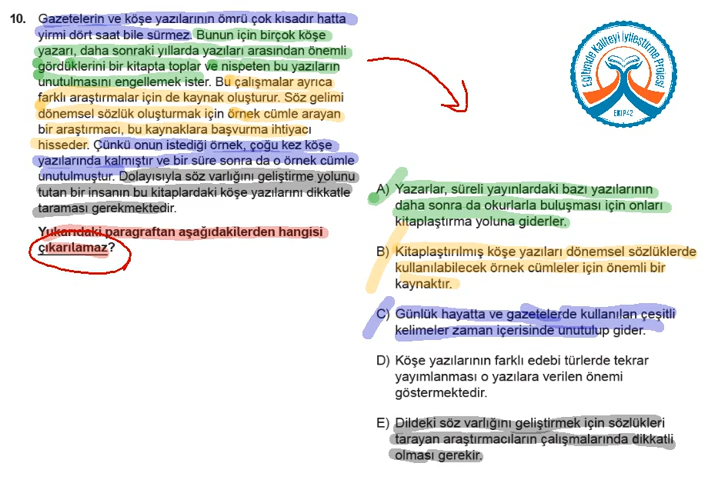 10. Gazetelerin ve köşe yazılarının ömrü çok kısadır hatta
yirmi dört saat bile sürmez. Bunun için birçok köşe
yazarı, daha sonraki yıllarda yazıları arasından önemli
gördüklerini bir kitapta toplar ve nispeten bu yazıların
unutulmasını engellemek ister. Bu çalışmalar ayrıca
farklı araştırmalar için de kaynak oluşturur. Söz gelimi
dönemsel sözlük oluşturmak için örnek cümle arayan
bir araştırmacı, bu kaynaklara başvurma ihtiyacı
hisseder. Çünkü onun istediği örnek, çoğu kez köşe
yazılarında kalmıştır ve bir süre sonra da o örnek cümle
unutulmuştur. Dolayısıyla söz varlığını geliştirme yolunu
tutan bir insanın bu kitaplardaki köşe yazılarını dikkatle
taraması gerekmektedir.
Yukarıdaki paragraftan aşağıdakilerden hangisi
çıkarılamaz?
Eğitimde Kaliteyi İyileştirme Projesi
EKIP42
A) Yazarlar, süreli yayınlardaki bazı yazılarının
daha sonra da okurlarla buluşması için onları
kitaplaştırma yoluna giderler.
B) Kitaplaştırılmış köşe yazıları dönemsel sözlüklerde
kullanılabilecek örnek cümleler için önemli bir
kaynaktır.
C) Günlük hayatta ve gazetelerde kullanılan çeşitli
kelimeler zaman içerisinde unutulup gider.
D) Köşe yazılarının farklı edebi türlerde tekrar
yayımlanması o yazılara verilen önemi
göstermektedir.
E) Dildeki söz varlığını geliştirmek için sözlükleri
tarayan araştırmacıların çalışmalarında dikkatli
olması gerekir.